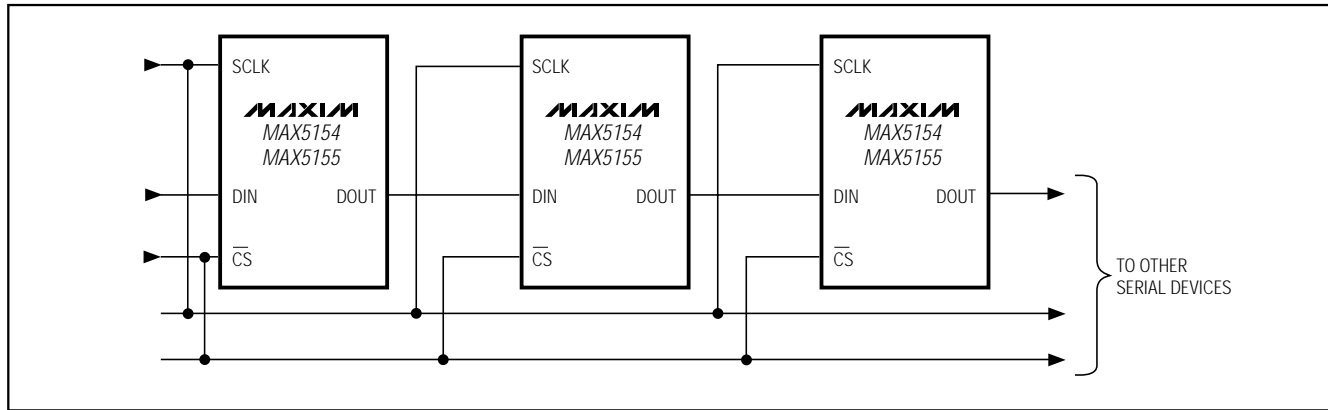 SCLK
MAXIM
MAX5154
MAX5155
DIN
DOUT
CS
SCLK
MAXIM
MAX5154
MAX5155
DIN
DOUT
CS
SCLK
MAXIM
MAX5154
MAX5155
DIN
DOUT
CS
TO OTHER
SERIAL DEVICES